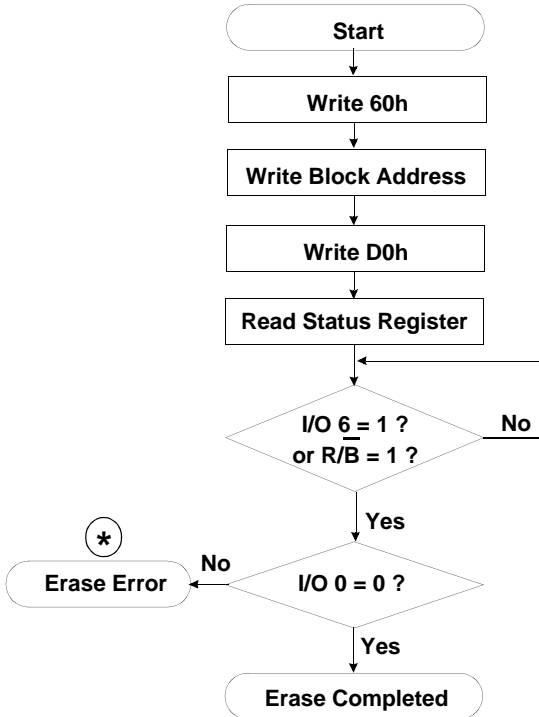 Start
Write 60h
Write Block Address
Write D0h
Read Status Register
I/O 6 = 1 ?
or R/B̅ = 1 ?
No
Yes
*
No
Erase Error
I/O 0 = 0 ?
Yes
Erase Completed